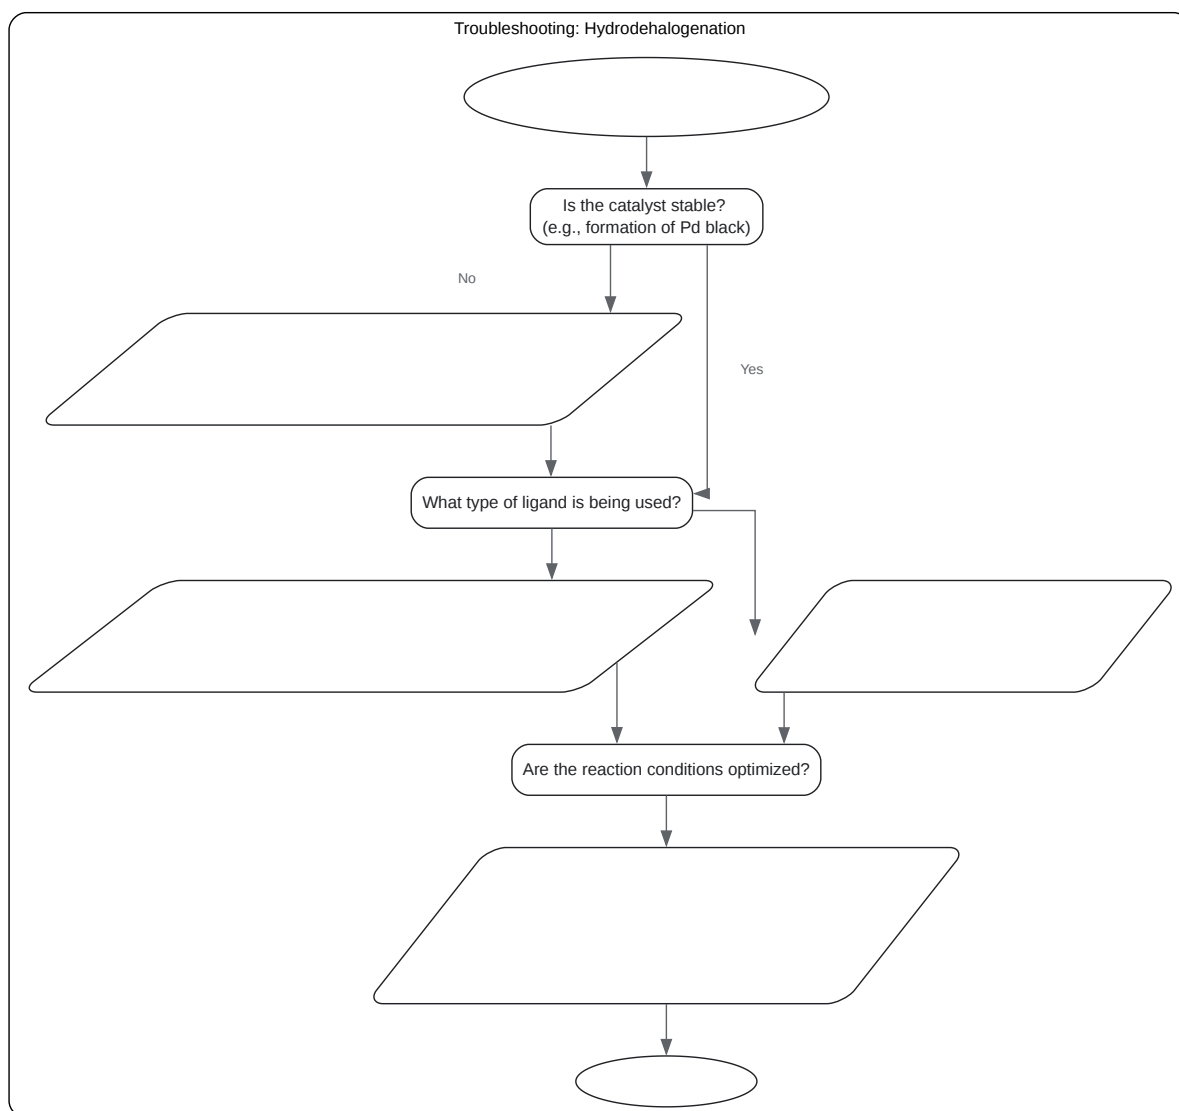 Troubleshooting: Hydrodehalogenation
Is the catalyst stable?
(e.g., formation of Pd black)
No
Yes
What type of ligand is being used?
Are the reaction conditions optimized?